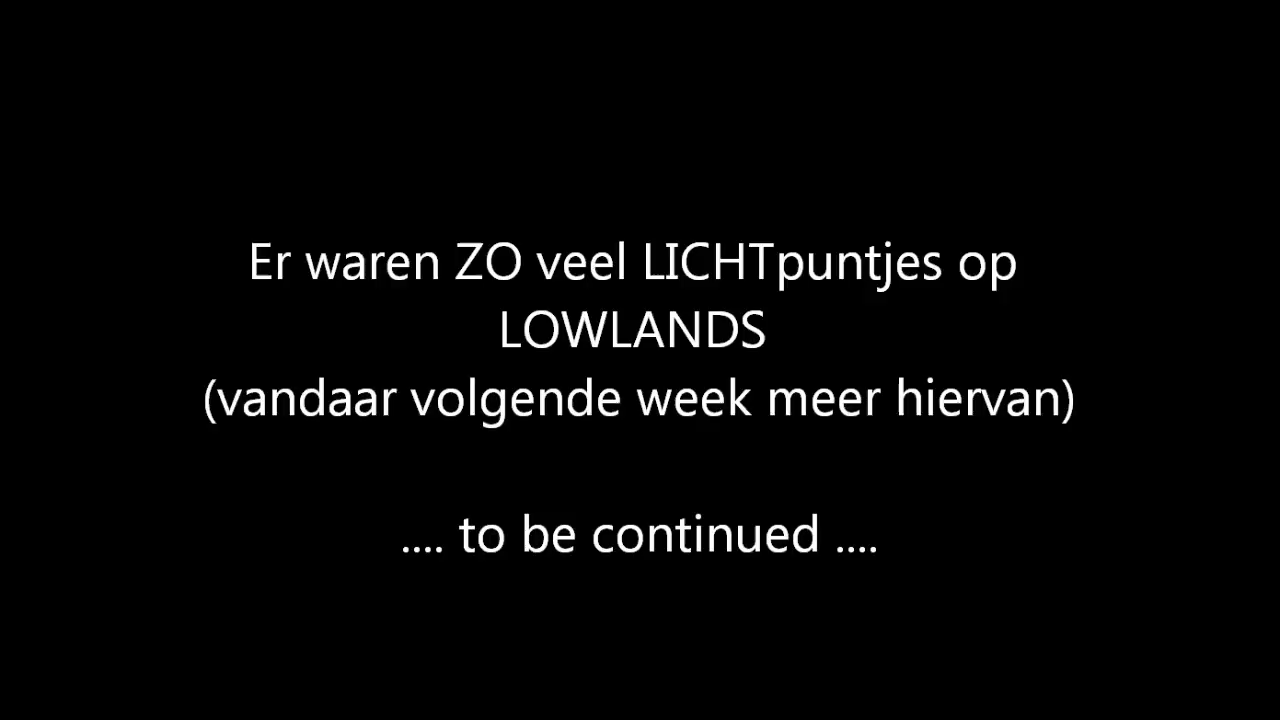 Er waren ZO veel LICHTpuntjes op
LOWLANDS
(vandaar volgende week meer hiervan)
.... to be continued ....